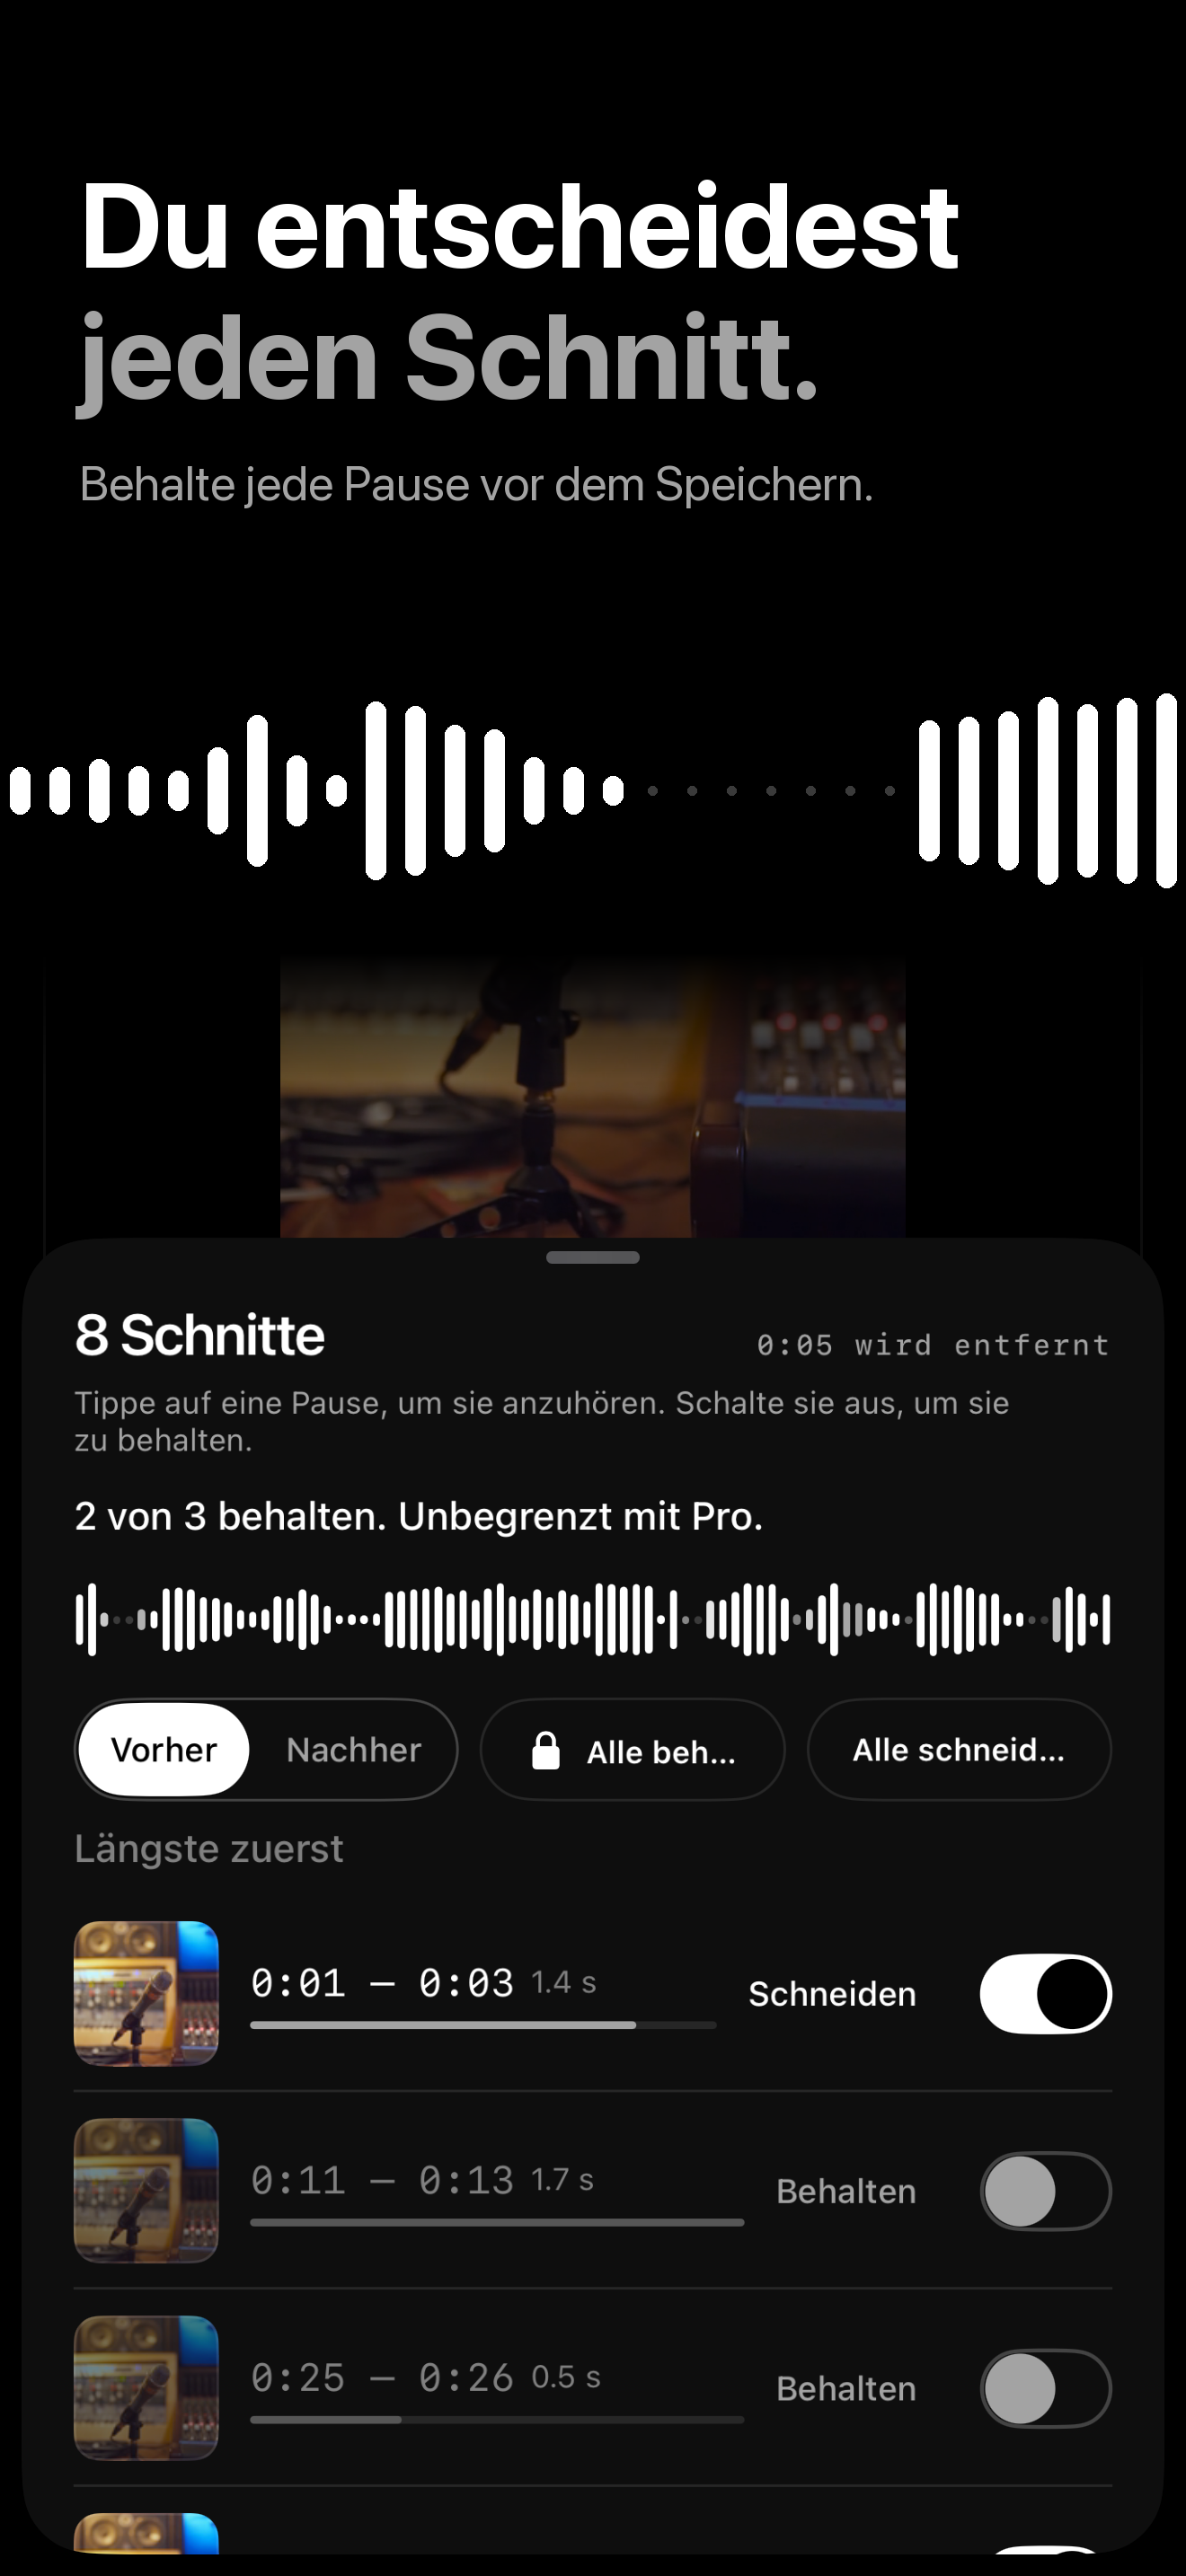 Du entscheidest
jeden Schnitt.
Behalte jede Pause vor dem Speichern.
8 Schnitte
0:05 wird entfernt
Tippe auf eine Pause, um sie anzuhören. Schalte sie aus, um sie
zu behalten.
2 von 3 behalten. Unbegrenzt mit Pro.
Vorher
Nachher
Alle beh...
Alle schneid...
Längste zuerst
0:01 – 0:03 1.4 s
Schneiden
0:11 – 0:13 1.7 s
Behalten
0:25 – 0:26 0.5 s
Behalten